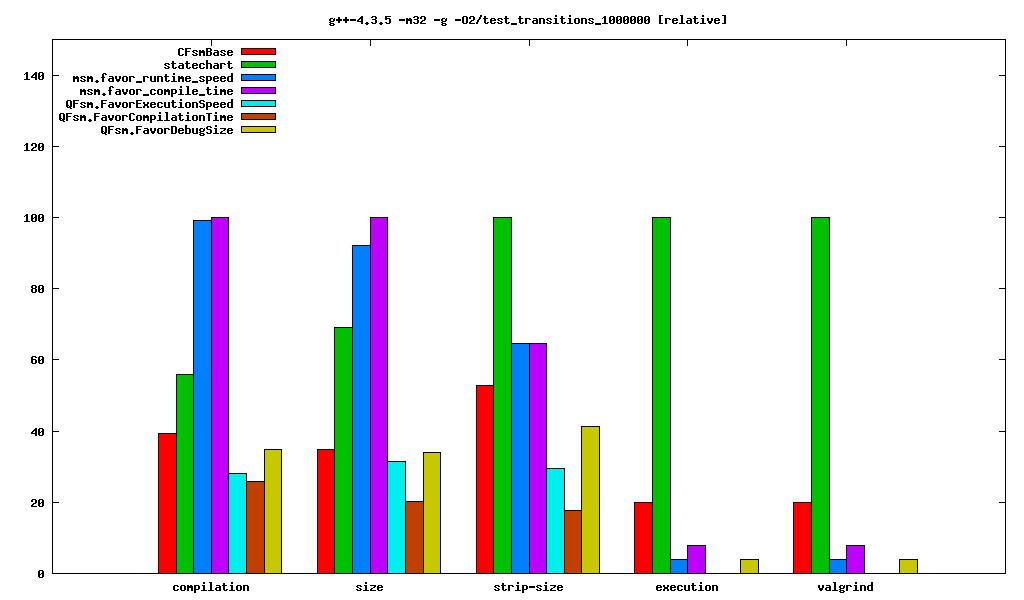 g++-4.3.5 -m32 -g -O2/test_transitions_1000000 [relative]
CFsmBase
statechart
msm.favor_runtime_speed
msm.favor_compile_time
QFsm.FavorExecutionSpeed
QFsm.FavorCompilationTime
QFsm.FavorDebugSize
140
120
100
80
60
40
20
0
compilation size strip-size execution valgrind